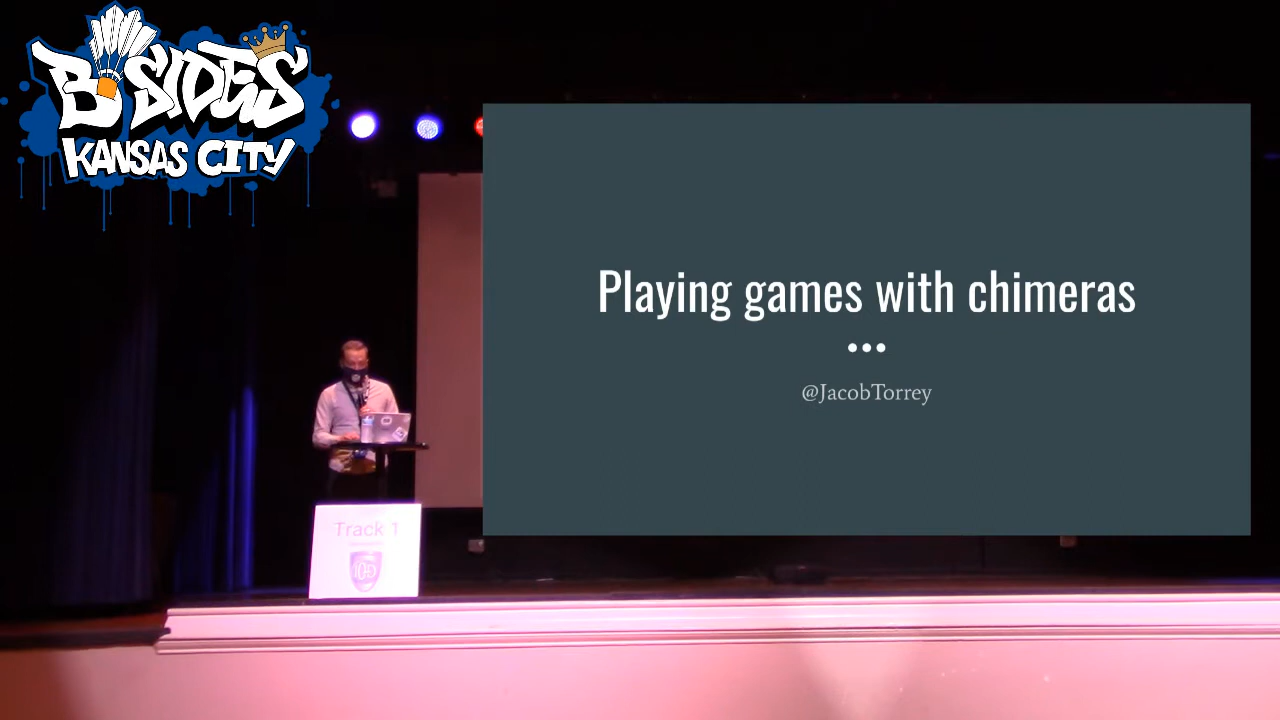 B SIDES
KANSAS CITY
Playing games with chimeras
@JacobTorrey
Track 1